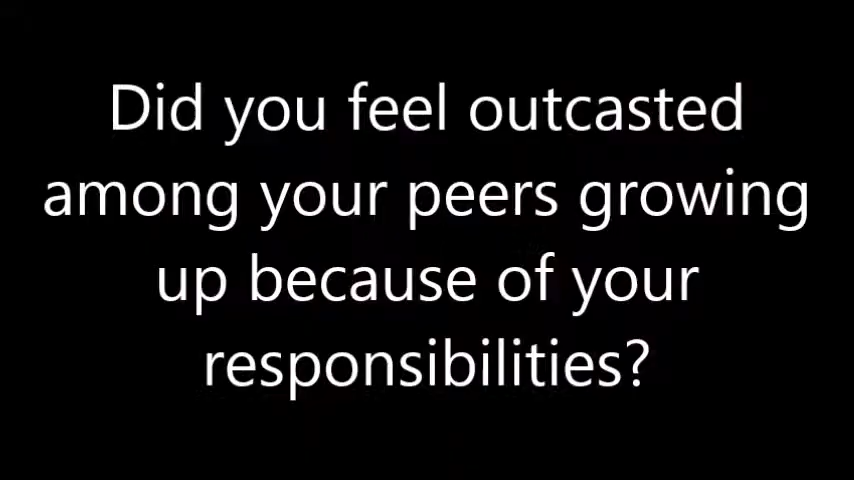 Did you feel outcasted
among your peers growing
up because of your
responsibilities?